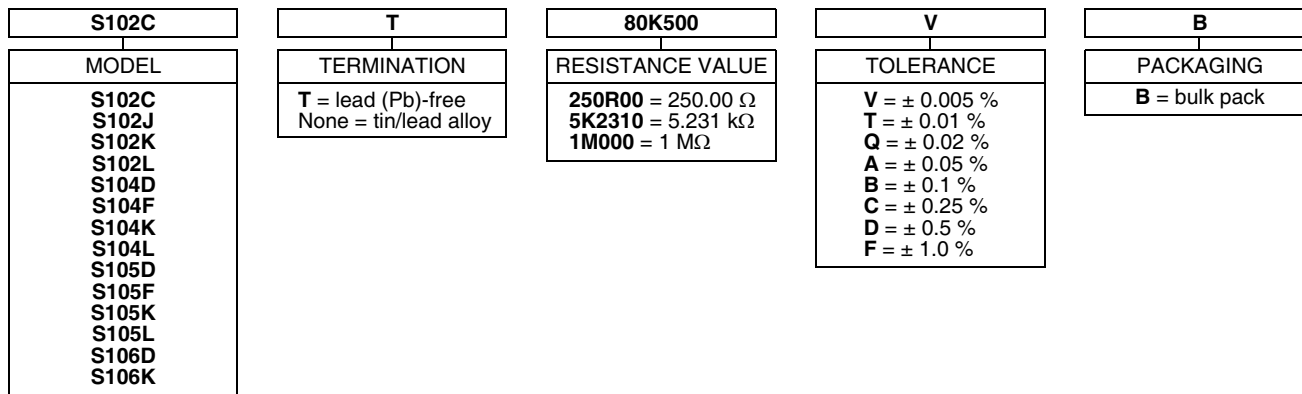 S102C
T
80K500
V
B
MODEL
S102C
S102J
S102K
S102L
S104D
S104F
S104K
S104L
S105D
S105F
S105K
S105L
S106D
S106K
TERMINATION
T = lead (Pb)-free
None = tin/lead alloy
RESISTANCE VALUE
250R00 = 250.00 Ω
5K2310 = 5.231 kΩ
1M000 = 1 MΩ
TOLERANCE
V = ± 0.005 %
T = ± 0.01 %
Q = ± 0.02 %
A = ± 0.05 %
B = ± 0.1 %
C = ± 0.25 %
D = ± 0.5 %
F = ± 1.0 %
PACKAGING
B = bulk pack